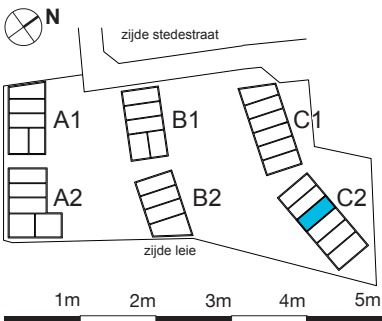 N
zijde stedestraat
A1
B1
C1
A2
B2
C2
zijde leie
1m 2m 3m 4m 5m